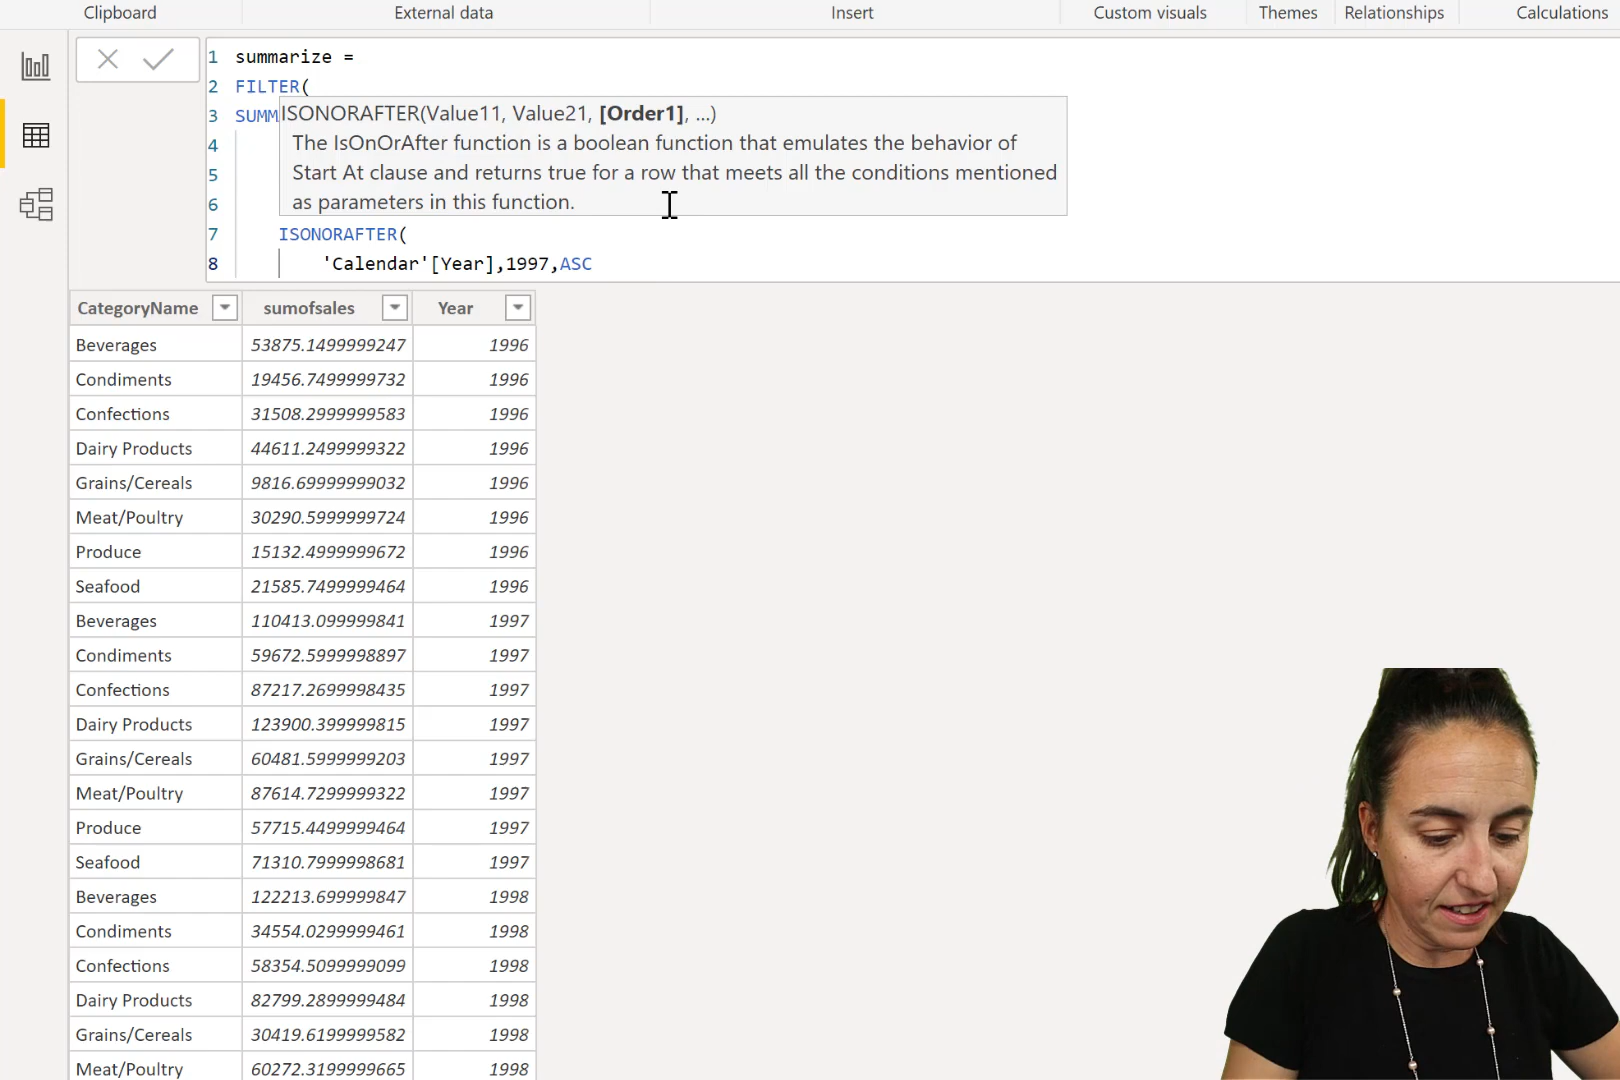 Clipboard External data Insert Custom visuals Themes Relationships Calculations
1 summarize =
2 FILTER(
3 SUMM
ISONORAFTER(Value11, Value21, [Order1], ...)
The IsOnOrAfter function is a boolean function that emulates the behavior of
Start At clause and returns true for a row that meets all the conditions mentioned
as parameters in this function.
4
5
6
7 ISONORAFTER(
8 'Calendar'[Year],1997,ASC
CategoryName sumofsales Year
Beverages 53875.1499999247 1996
Condiments 19456.7499999732 1996
Confections 31508.2999999583 1996
Dairy Products 44611.2499999322 1996
Grains/Cereals 9816.69999999032 1996
Meat/Poultry 30290.5999999724 1996
Produce 15132.4999999672 1996
Seafood 21585.7499999464 1996
Beverages 110413.099999841 1997
Condiments 59672.5999998897 1997
Confections 87217.2699998435 1997
Dairy Products 123900.399999815 1997
Grains/Cereals 60481.5999999203 1997
Meat/Poultry 87614.7299999322 1997
Produce 57715.4499999464 1997
Seafood 71310.7999998681 1997
Beverages 122213.699999847 1998
Condiments 34554.0299999461 1998
Confections 58354.5099999099 1998
Dairy Products 82799.2899999484 1998
Grains/Cereals 30419.6199999582 1998
Meat/Poultry 60272.3199999665 1998